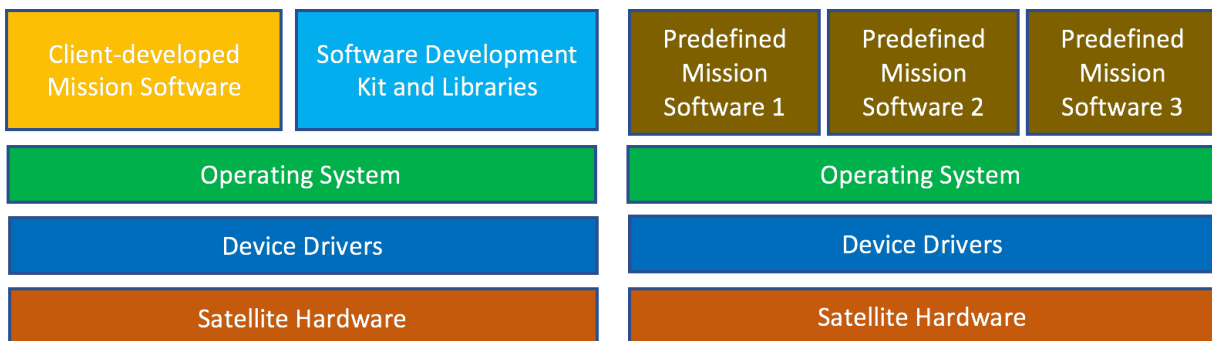 Client-developed
Mission Software
Software Development
Kit and Libraries
Operating System
Device Drivers
Satellite Hardware
Predefined
Mission
Software 1
Predefined
Mission
Software 2
Predefined
Mission
Software 3
Operating System
Device Drivers
Satellite Hardware